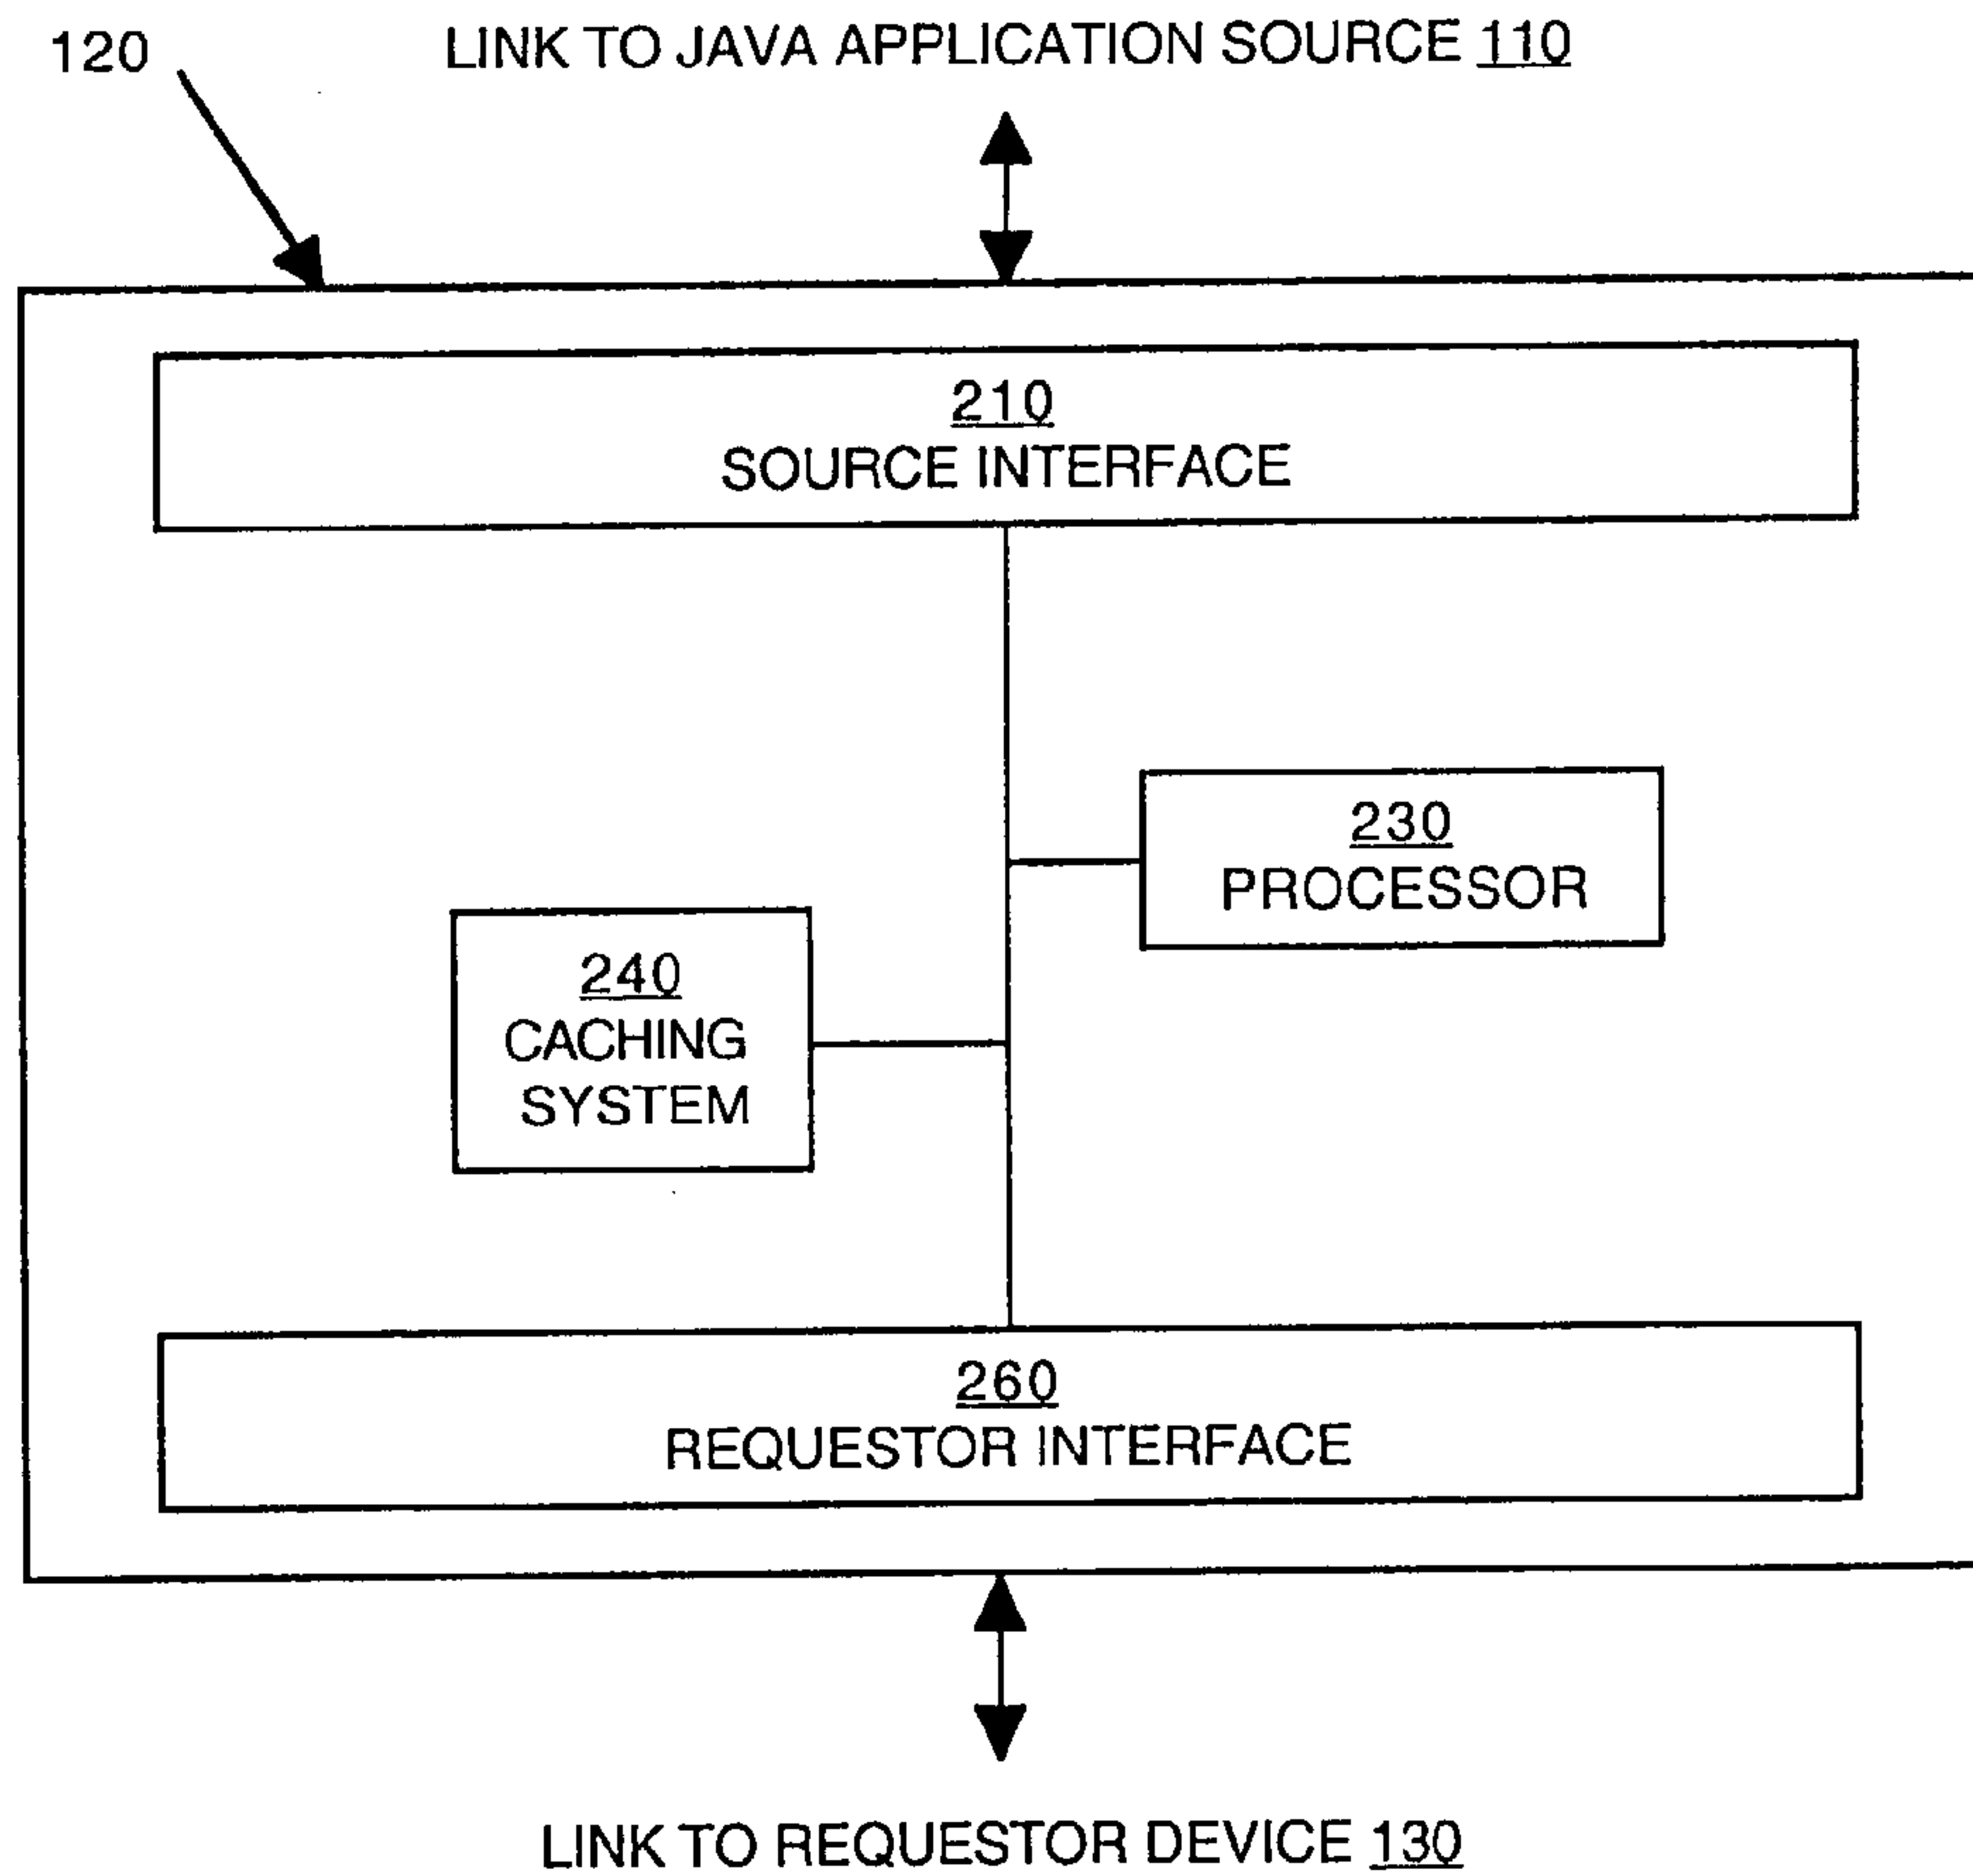 120
LINK TO JAVA APPLICATION SOURCE 110
210
SOURCE INTERFACE
230
PROCESSOR
240
CACHING
SYSTEM
260
REQUESTOR INTERFACE
LINK TO REQUESTOR DEVICE 130